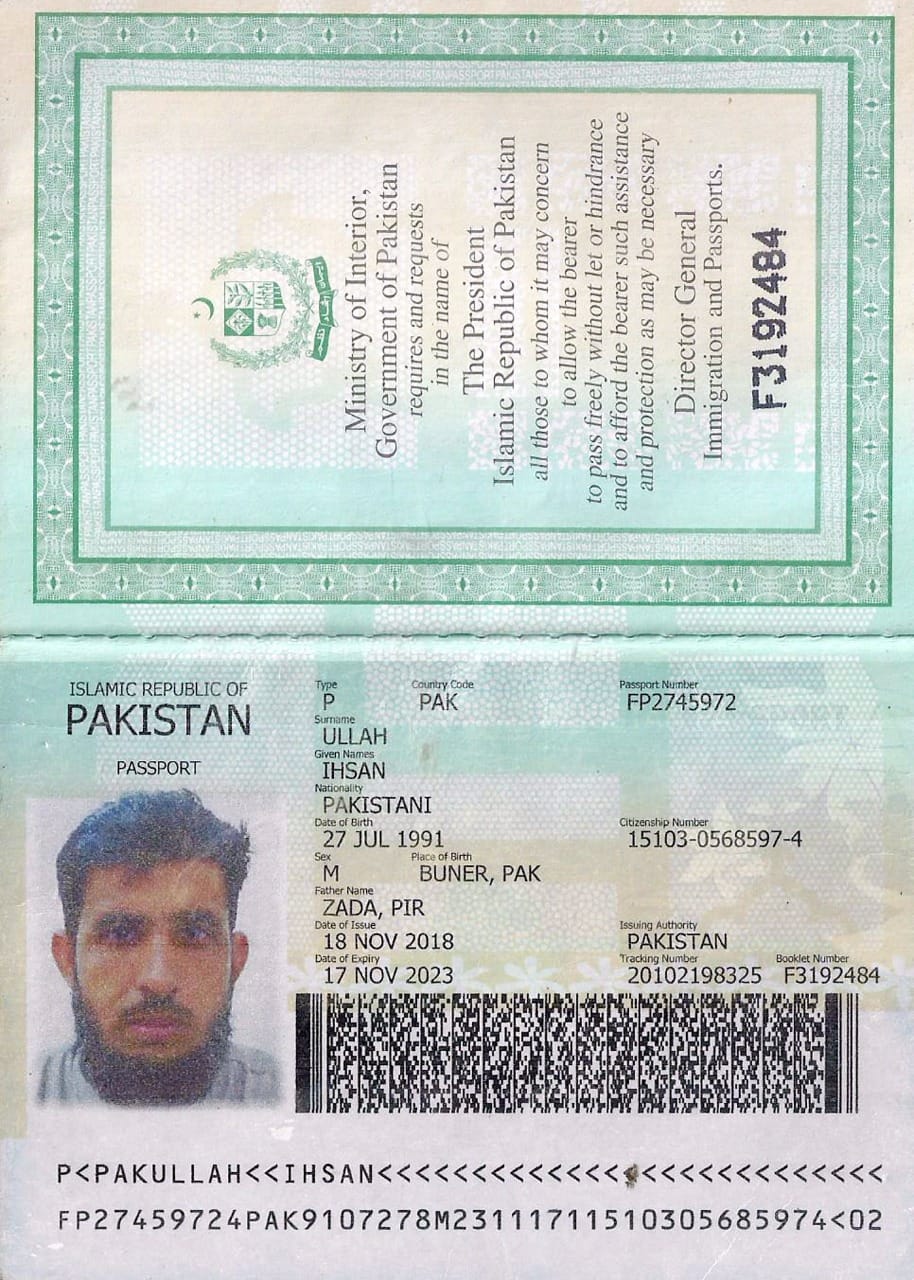 Ministry of Interior,
Government of Pakistan
requires and requests
in the name of
The President
Islamic Republic of Pakistan
all those to whom it may concern
to allow the bearer
to pass freely without let or hindrance
and to afford the bearer such assistance
and protection as may be necessary
Director General
Immigration and Passports.
F3192484
ISLAMIC REPUBLIC OF
PAKISTAN
PASSPORT
Type Country Code Passport Number
P PAK FP2745972
Surname
ULLAH
Given Names
IHSAN
Nationality
PAKISTANI
Date of Birth Citizenship Number
27 JUL 1991 15103-0568597-4
Sex Place of Birth
M BUNER, PAK
Father Name
ZADA, PIR
Date of Issue Issuing Authority
18 NOV 2018 PAKISTAN
Date of Expiry Tracking Number Booklet Number
17 NOV 2023 20102198325 F3192484
P<PAKULLAH<<IHSAN<<<<<<<<<<<<<<<<<<<<<<<<<<<
FP27459724PAK9107278M23111711510305685974<02